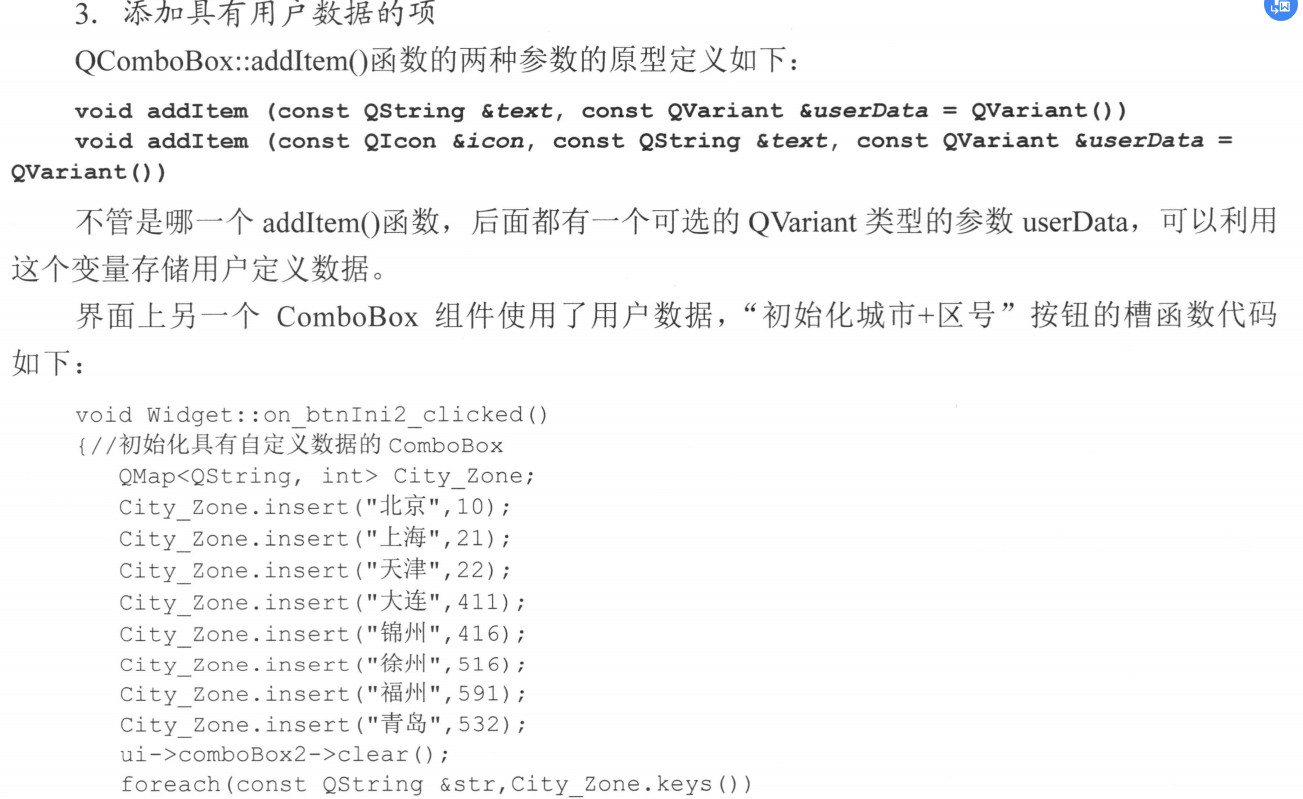 3. 添加具有用户数据的项
QComboBox::addItem()函数的两种参数的原型定义如下：
void addItem (const QString &text, const QVariant &userData = QVariant())
void addItem (const QIcon &icon, const QString &text, const QVariant &userData =
QVariant())
不管是哪一个 addItem()函数，后面都有一个可选的 QVariant 类型的参数 userData，可以利用
这个变量存储用户定义数据。
界面上另一个 ComboBox 组件使用了用户数据，“初始化城市+区号”按钮的槽函数代码
如下：
void Widget::on_btnIni2_clicked()
{//初始化具有自定义数据的 ComboBox
QMap<QString, int> City_Zone;
City_Zone.insert("北京",10);
City_Zone.insert("上海",21);
City_Zone.insert("天津",22);
City_Zone.insert("大连",411);
City_Zone.insert("锦州",416);
City_Zone.insert("徐州",516);
City_Zone.insert("福州",591);
City_Zone.insert("青岛",532);
ui->comboBox2->clear();
foreach(const QString &str,City_Zone.keys())